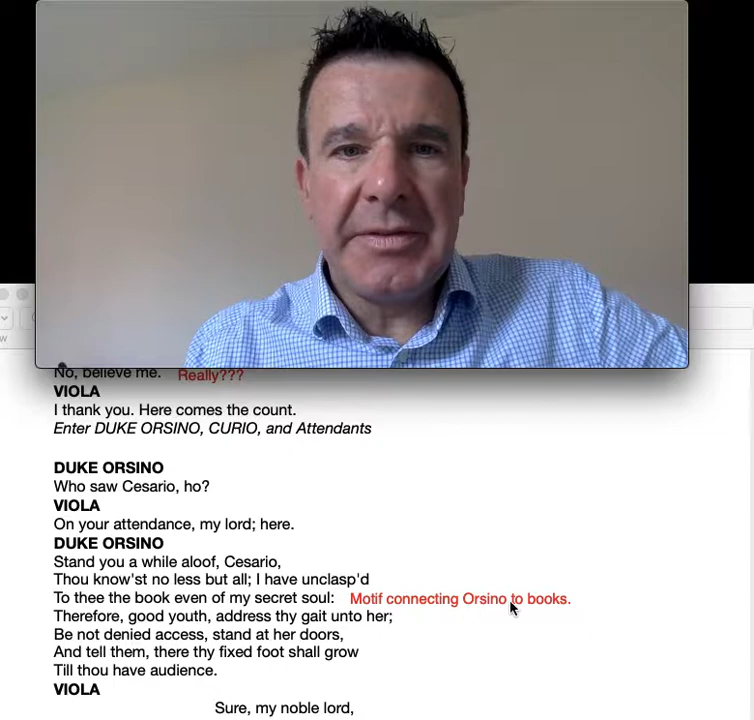 No, believe me. Really???
VIOLA
I thank you. Here comes the count.
Enter DUKE ORSINO, CURIO, and Attendants
DUKE ORSINO
Who saw Cesario, ho?
VIOLA
On your attendance, my lord; here.
DUKE ORSINO
Stand you a while aloof, Cesario,
Thou know'st no less but all; I have unclasp'd
To thee the book even of my secret soul: Motif connecting Orsino to books.
Therefore, good youth, address thy gait unto her;
Be not denied access, stand at her doors,
And tell them, there thy fixed foot shall grow
Till thou have audience.
VIOLA
Sure, my noble lord,